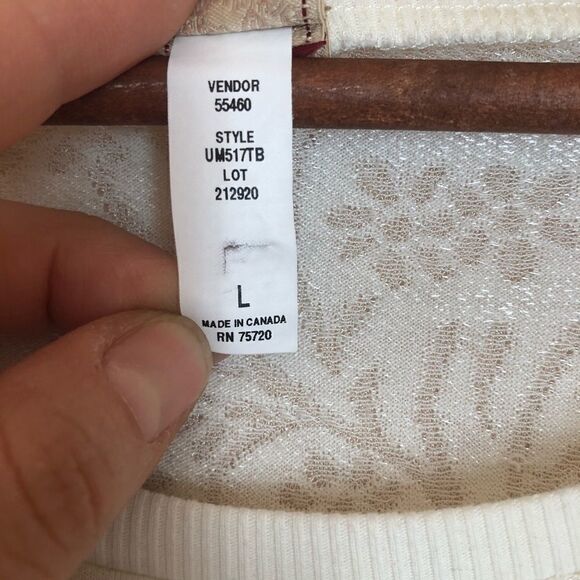 VENDOR
55460
STYLE
UM517TB
LOT
212920
L
MADE IN CANADA
RN 75720